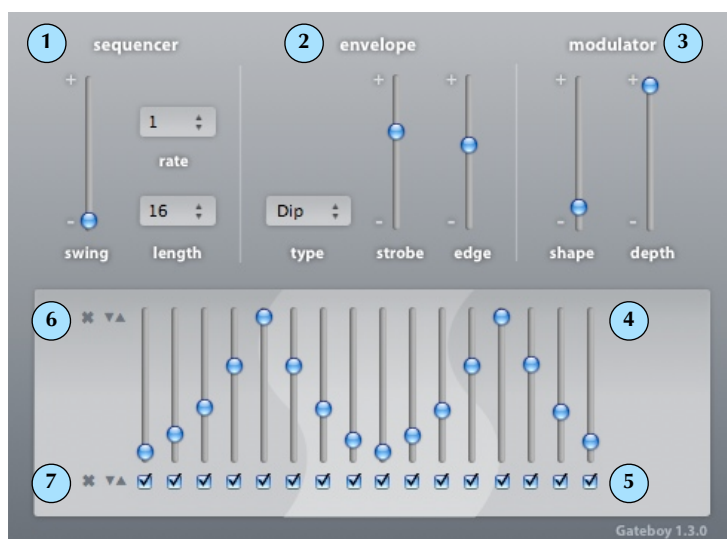 1 sequencer
2 envelope
modulator 3
+
+
+
+
1
rate
16
Dip
-
-
-
-
swing
length
type
strobe
edge
shape
depth
6
4
7
5
Gateboy 1.3.0